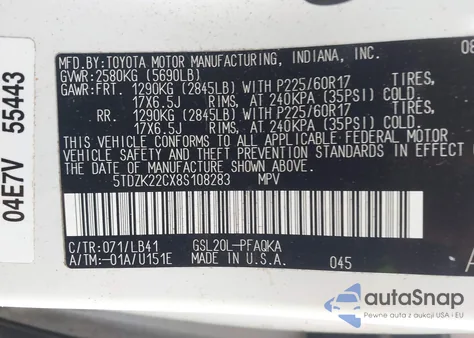 MFD. BY: TOYOTA MOTOR MANUFACTURING, INDIANA, INC. 08
GVWR: 2580KG (5690LB)
GAWR: FRT. 1290KG (2845LB) WITH P225/60R17 TIRES,
17X6.5J RIMS, AT 240KPA (35PSI) COLD.
RR. 1290KG (2845LB) WITH P225/60R17 TIRES,
17X6.5J RIMS, AT 240KPA (35PSI) COLD.
THIS VEHICLE CONFORMS TO ALL APPLICABLE FEDERAL MOTOR
VEHICLE SAFETY AND
THEFT PREVENTION STANDARDS IN EFFECT ON THE DATE OF
MANUFACTURE SHOWN ABOVE.
5TDZK22CX8S108283 MPV
C/TR: 071/LB41 GSL20L-PFAQKA
A/TM: -01A/U151E MADE IN U.S.A. 045
04E7V 55443
autoSnap
Pewne auta z aukcji w USA i Kanadzie